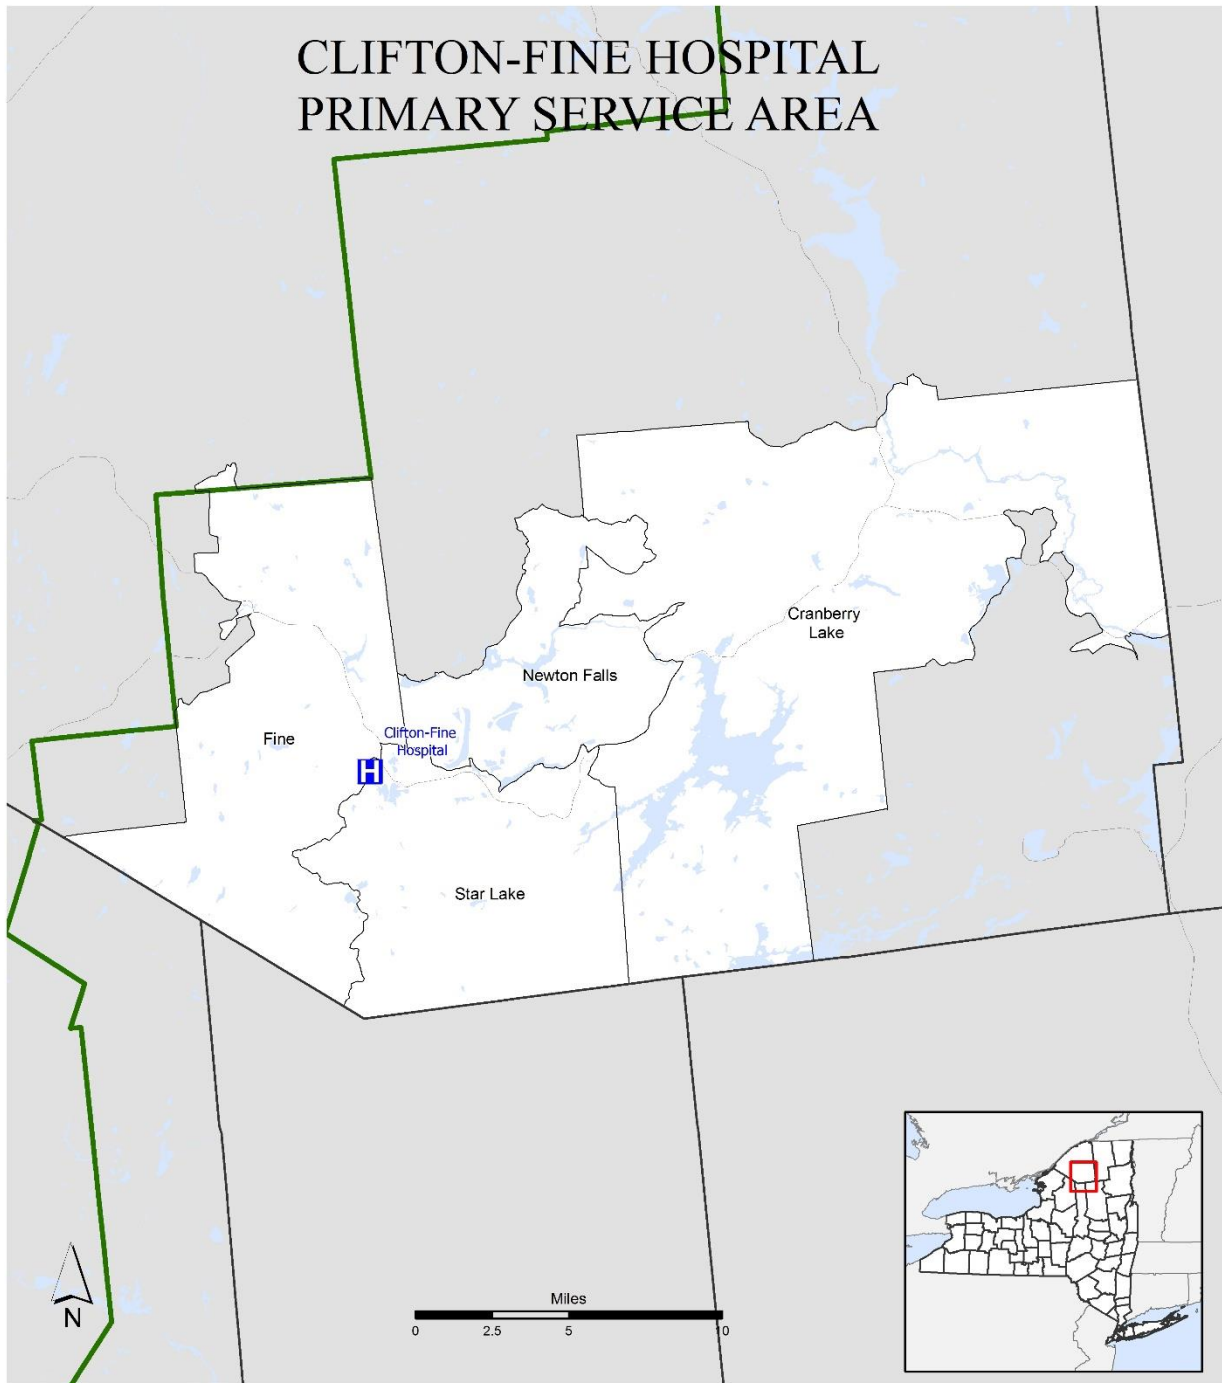 CLIFTON-FINE HOSPITAL
PRIMARY SERVICE AREA
Cranberry
Lake
Newton Falls
Clifton-Fine
Hospital
Fine
H
Star Lake
N
Miles
0 2.5 5 10